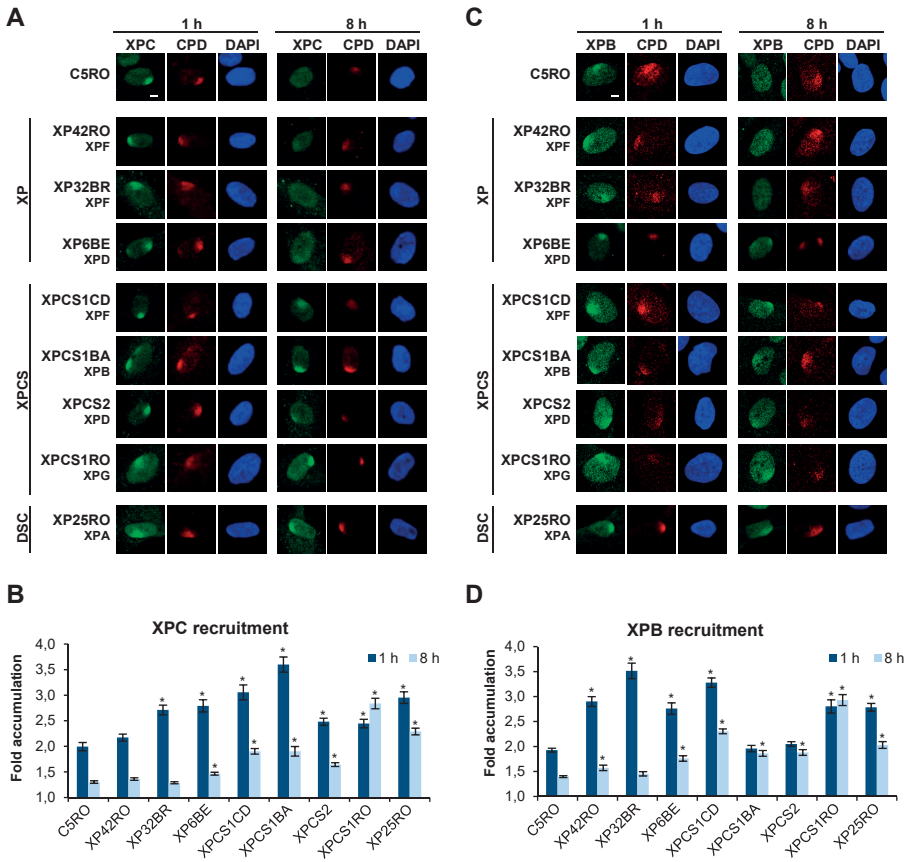 A
1 h
8 h
XPC CPD DAPI
XPC CPD DAPI
C5RO
XP
XP42RO
XPF
XP32BR
XPF
XP6BE
XPD
XPCS
XPCS1CD
XPF
XPCS1BA
XPB
XPCS2
XPD
XPCS1RO
XPG
DSC
XP25RO
XPA
C
1 h
8 h
XPB CPD DAPI
XPB CPD DAPI
C5RO
XP
XP42RO
XPF
XP32BR
XPF
XP6BE
XPD
XPCS
XPCS1CD
XPF
XPCS1BA
XPB
XPCS2
XPD
XPCS1RO
XPG
DSC
XP25RO
XPA
B
XPC recruitment
1 h 8 h
Fold accumulation
4,0
3,5
3,0
2,5
2,0
1,5
1,0
* * * * * * * * * * * * *
C5RO XP42RO XP32BR XP6BE XPCS1CD XPCS1BA XPCS2 XPCS1RO XP25RO
D
XPB recruitment
1 h 8 h
Fold accumulation
4,0
3,5
3,0
2,5
2,0
1,5
1,0
* * * * * * * * * * * * *
C5RO XP42RO XP32BR XP6BE XPCS1CD XPCS1BA XPCS2 XPCS1RO XP25RO